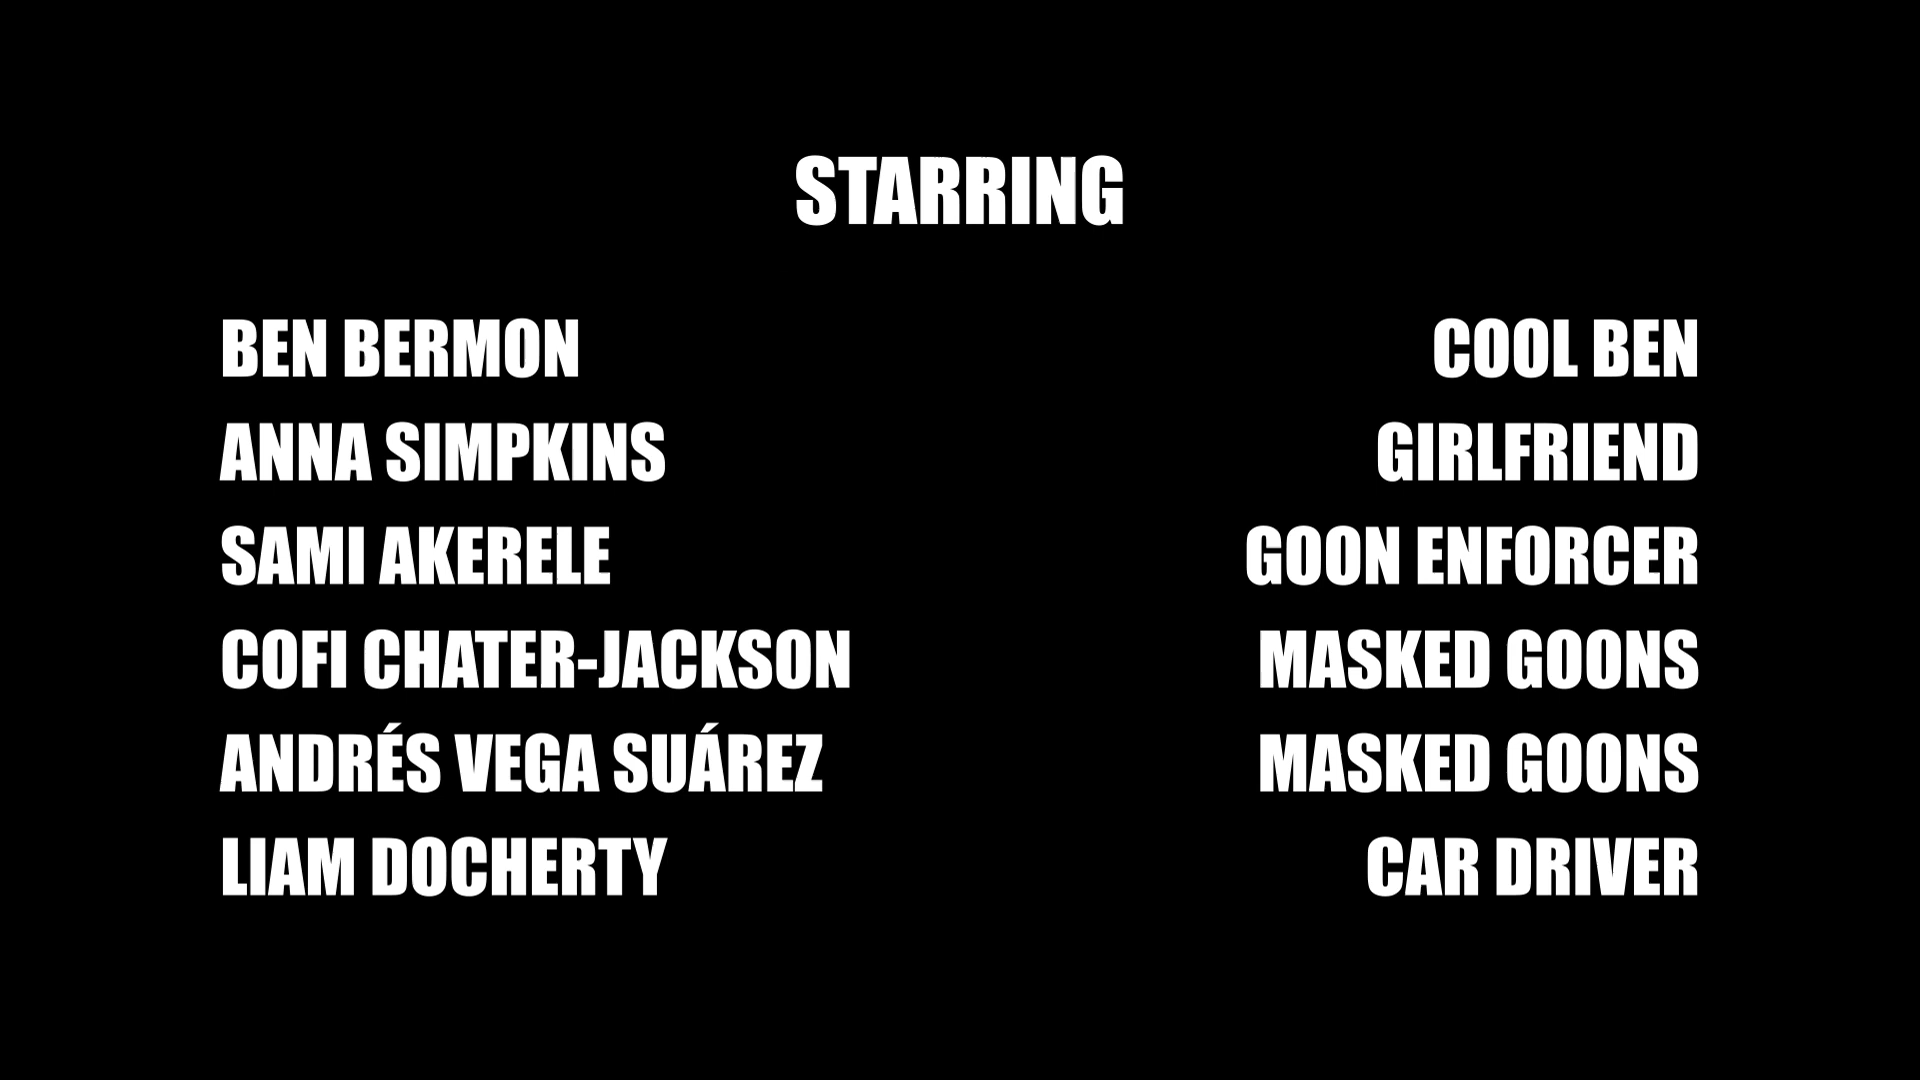 STARRING
BEN BERMON COOL BEN
ANNA SIMPKINS GIRLFRIEND
SAMI AKERELE GOON ENFORCER
COFI CHATER-JACKSON MASKED GOONS
ANDRÉS VEGA SUÁREZ MASKED GOONS
LIAM DOCHERTY CAR DRIVER